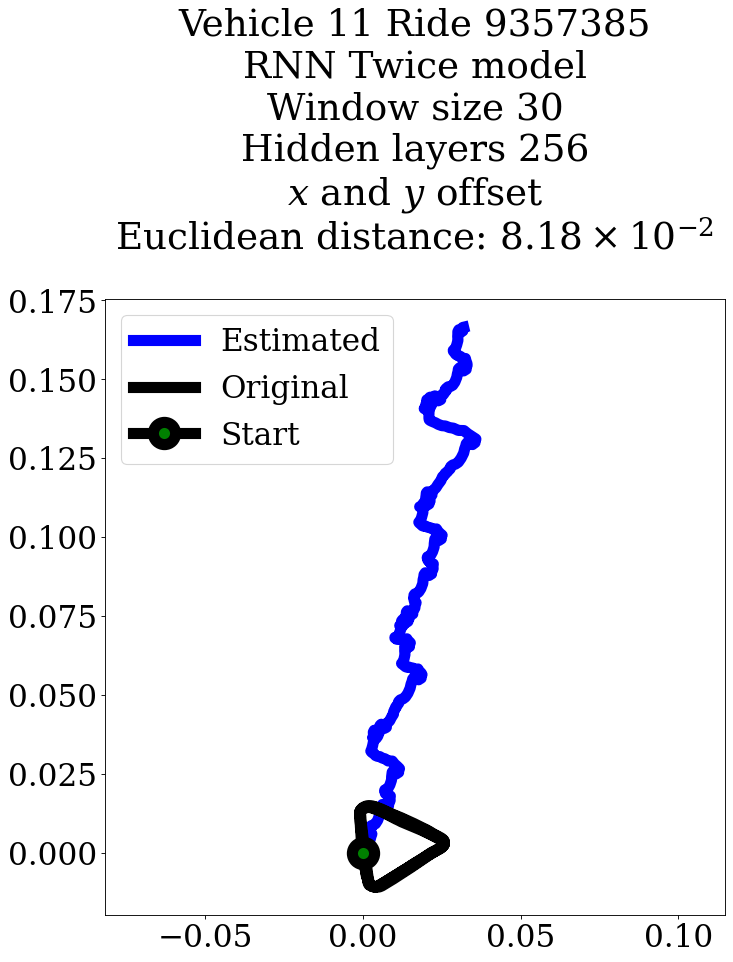 Vehicle 11 Ride 9357385
RNN Twice model
Window size 30
Hidden layers 256
x and y offset
Euclidean distance: 8.18 × 10⁻²
0.175
0.150
0.125
0.100
0.075
0.050
0.025
0.000
Estimated
Original
Start
−0.05
0.00
0.05
0.10